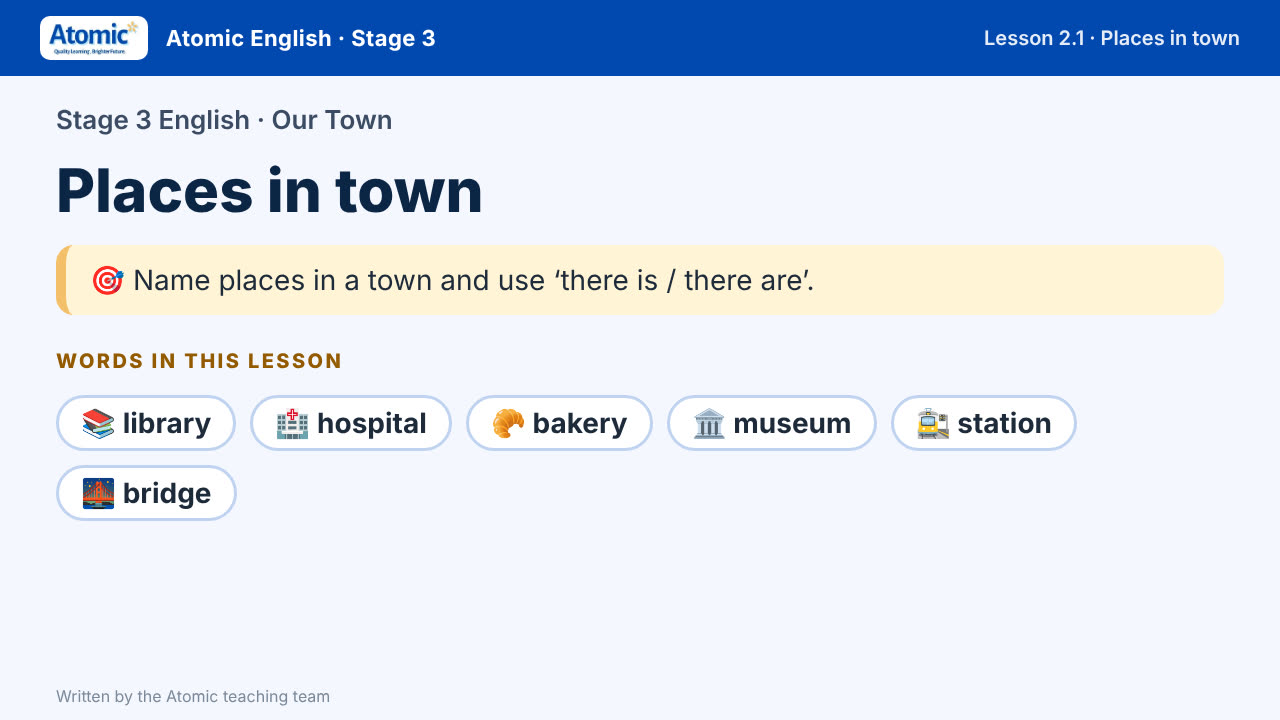 Atomic
Quality Learning. Brighter Future.
Atomic English · Stage 3
Lesson 2.1 · Places in town
Stage 3 English · Our Town
Places in town
🎯 Name places in a town and use ‘there is / there are’.
WORDS IN THIS LESSON
📚 library 🏥 hospital 🥐 bakery 🏛️ museum 🚉 station
🌉 bridge
Written by the Atomic teaching team